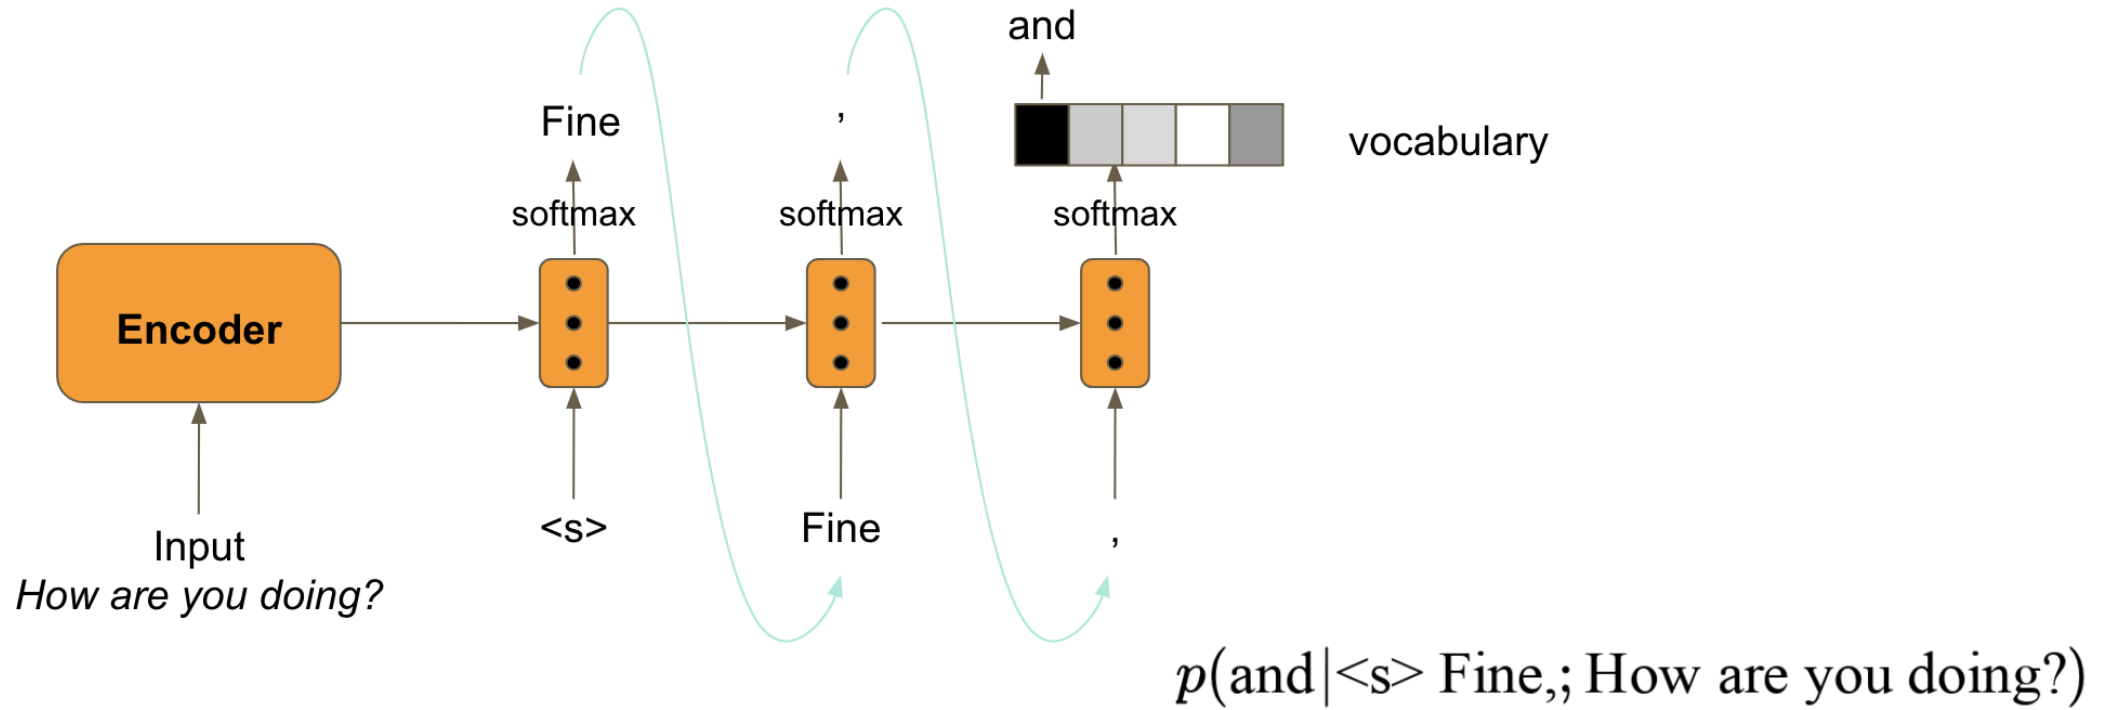 and
Fine
,
vocabulary
softmax
softmax
softmax
Encoder
<s>
Fine
,
Input
How are you doing?
p(and|<s> Fine,; How are you doing?)